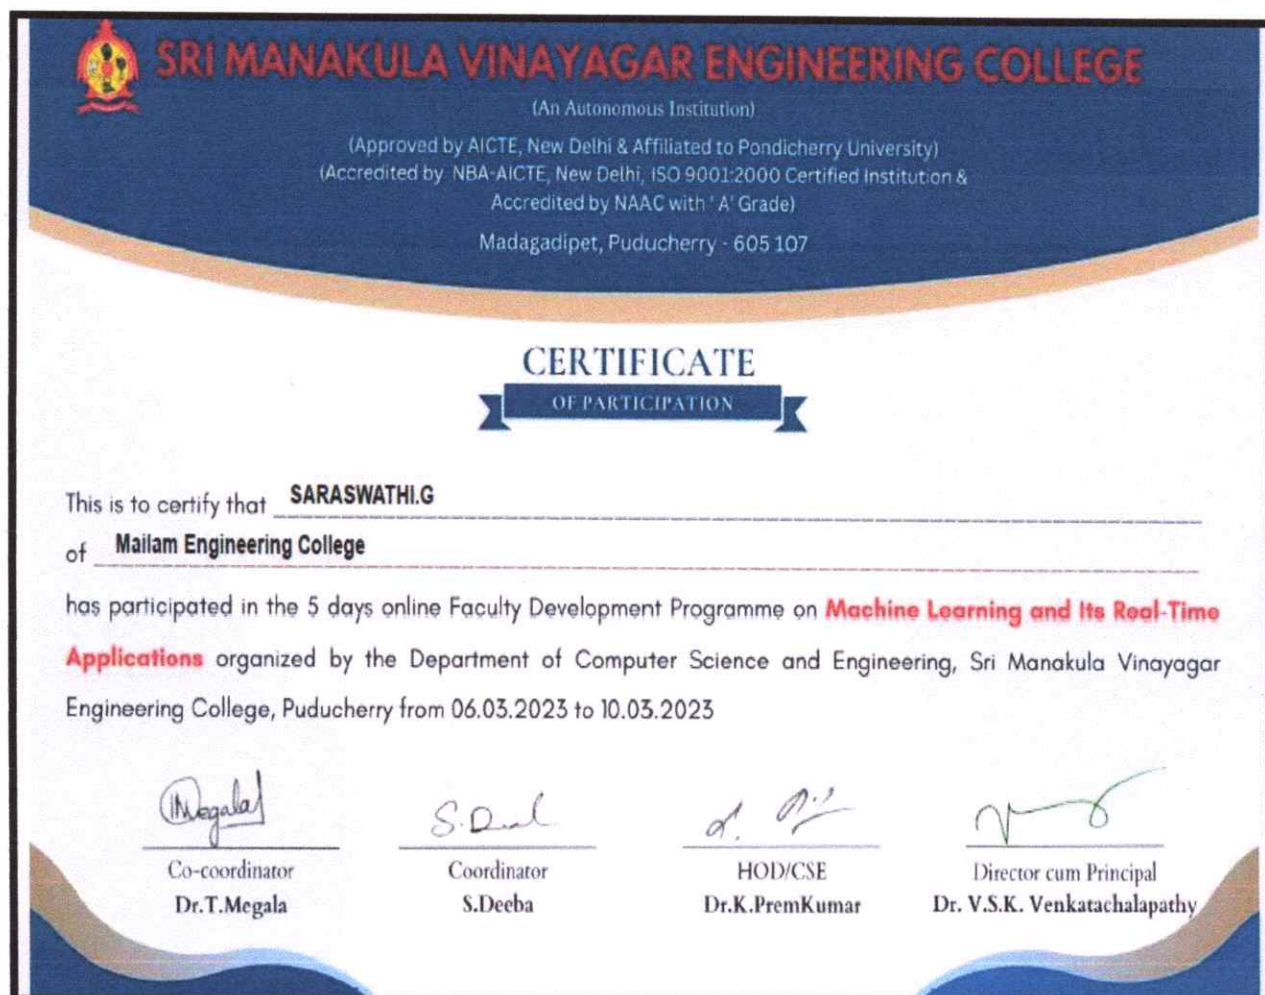 SRI MANAKULA VINAYAGAR ENGINEERING COLLEGE
(An Autonomous Institution)
(Approved by AICTE, New Delhi & Affiliated to Pondicherry University)
(Accredited by NBA-AICTE, New Delhi, ISO 9001:2000 Certified Institution &
Accredited by NAAC with 'A' Grade)
Madagadipet, Puducherry - 605 107
CERTIFICATE
OF PARTICIPATION
This is to certify that SARASWATHI.G
of Mailam Engineering College
has participated in the 5 days online Faculty Development Programme on Machine Learning and Its Real-Time
Applications organized by the Department of Computer Science and Engineering, Sri Manakula Vinayagar
Engineering College, Puducherry from 06.03.2023 to 10.03.2023
Megala S.Deeb
Co-coordinator Coordinator HOD/CSE Director cum Principal
Dr.T.Megala S.Deeba Dr.K.PremKumar Dr. V.S.K. Venkatachalapathy